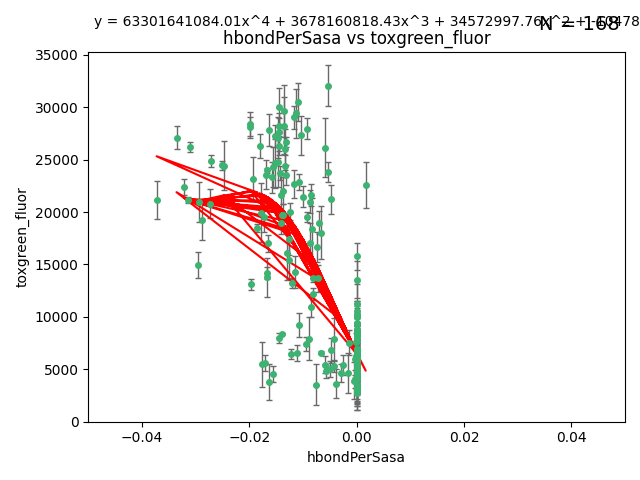 y = 63301641084.01x^4 + 3678160818.43x^3 + 34572997.76x^2 +
N = 168
hbondPerSasa vs toxgreen_fluor
35000
30000
25000
20000
15000
10000
5000
0
toxgreen_fluor
−0.04 −0.02 0.00 0.02 0.04
hbondPerSasa